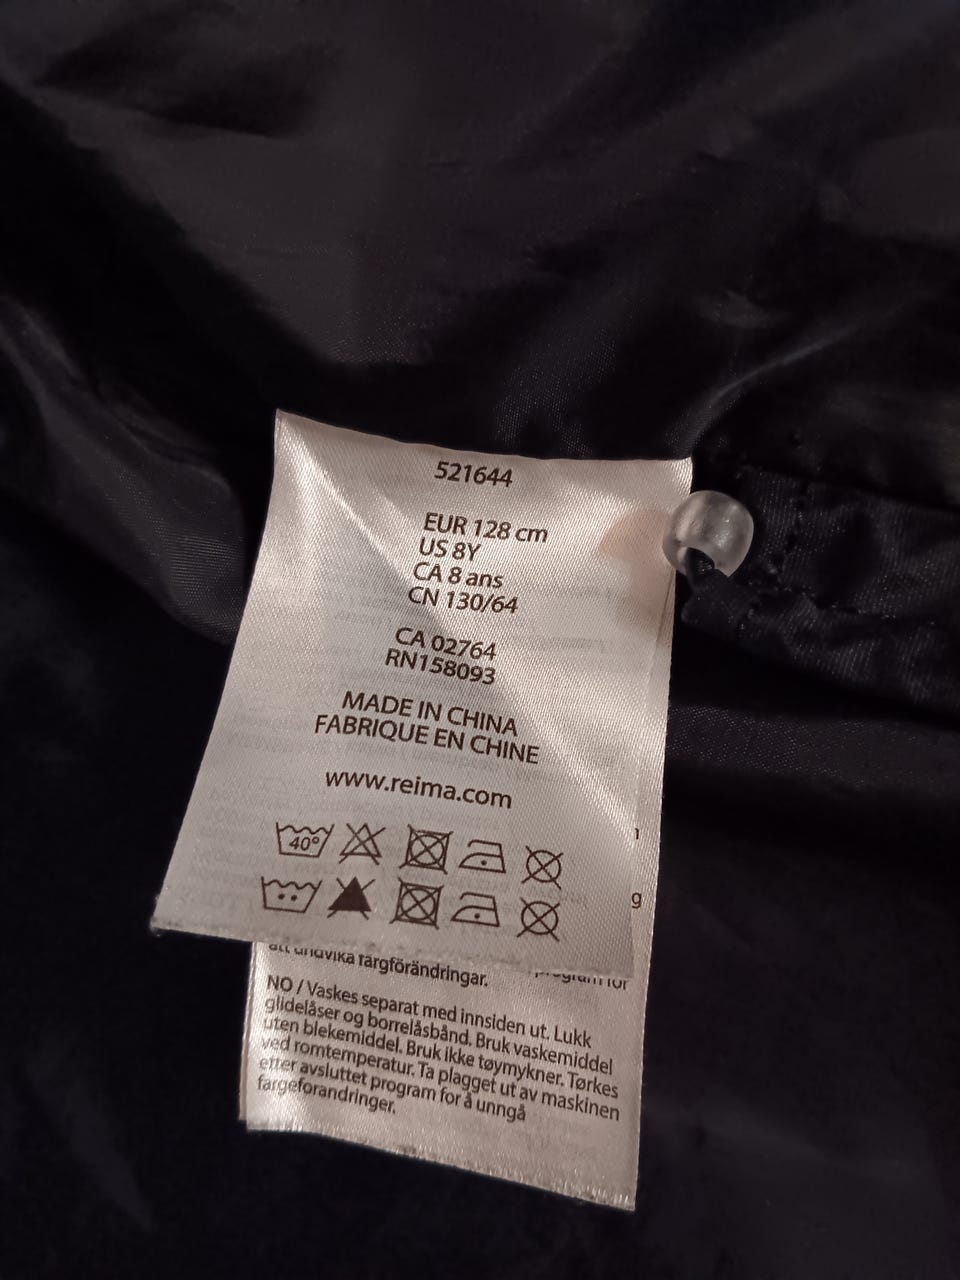 521644
EUR 128 cm
US 8Y
CA 8 ans
CN 130/64
CA 02764
RN158093
MADE IN CHINA
FABRIQUE EN CHINE
www.reima.com
40°
g
att undvika färgförändringar.
program för
NO / Vaskes separat med innsiden ut. Lukk
glidelåser og borrelåsbånd. Bruk vaskemiddel
uten blekemiddel. Bruk ikke tøymykner. Tørkes
ved romtemperatur. Ta plagget ut av maskinen
etter avsluttet program for å unngå
fargeforandringer.